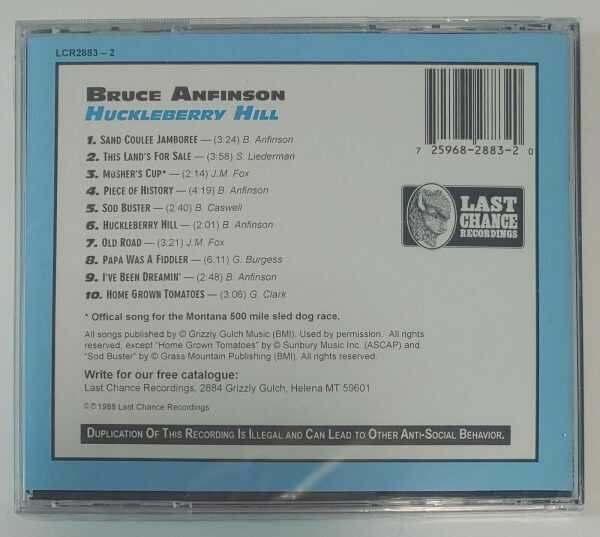 LCR2883 – 2
BRUCE ANFINSON
HUCKLEBERRY HILL
1. SAND COULEE JAMBOREE — (3:24) B. Anfinson
2. THIS LAND'S FOR SALE — (3:58) S. Liederman
3. MUSHER'S CUP* — (2:14) J.M. Fox
4. PIECE OF HISTORY — (4:19) B. Anfinson
5. SOD BUSTER — (2:40) B. Caswell
6. HUCKLEBERRY HILL — (2:01) B. Anfinson
7. OLD ROAD — (3:21) J.M. Fox
8. PAPA WAS A FIDDLER — (6:11) G. Burgess
9. I'VE BEEN DREAMIN' — (2:48) B. Anfinson
10. HOME GROWN TOMATOES — (3:06) G. Clark
* Offical song for the Montana 500 mile sled dog race.
All songs published by © Grizzly Gulch Music (BMI). Used by permission. All rights
reserved, except "Home Grown Tomatoes" by © Sunbury Music Inc. (ASCAP) and
"Sod Buster" by © Grass Mountain Publishing (BMI). All rights reserved.
Write for our free catalogue:
Last Chance Recordings, 2884 Grizzly Gulch, Helena MT 59601
© ℗ 1988 Last Chance Recordings
DUPLICATION OF THIS RECORDING IS ILLEGAL AND CAN LEAD TO OTHER ANTI-SOCIAL BEHAVIOR.
7 25968-2883-2 0
LAST
CHANCE
RECORDINGS